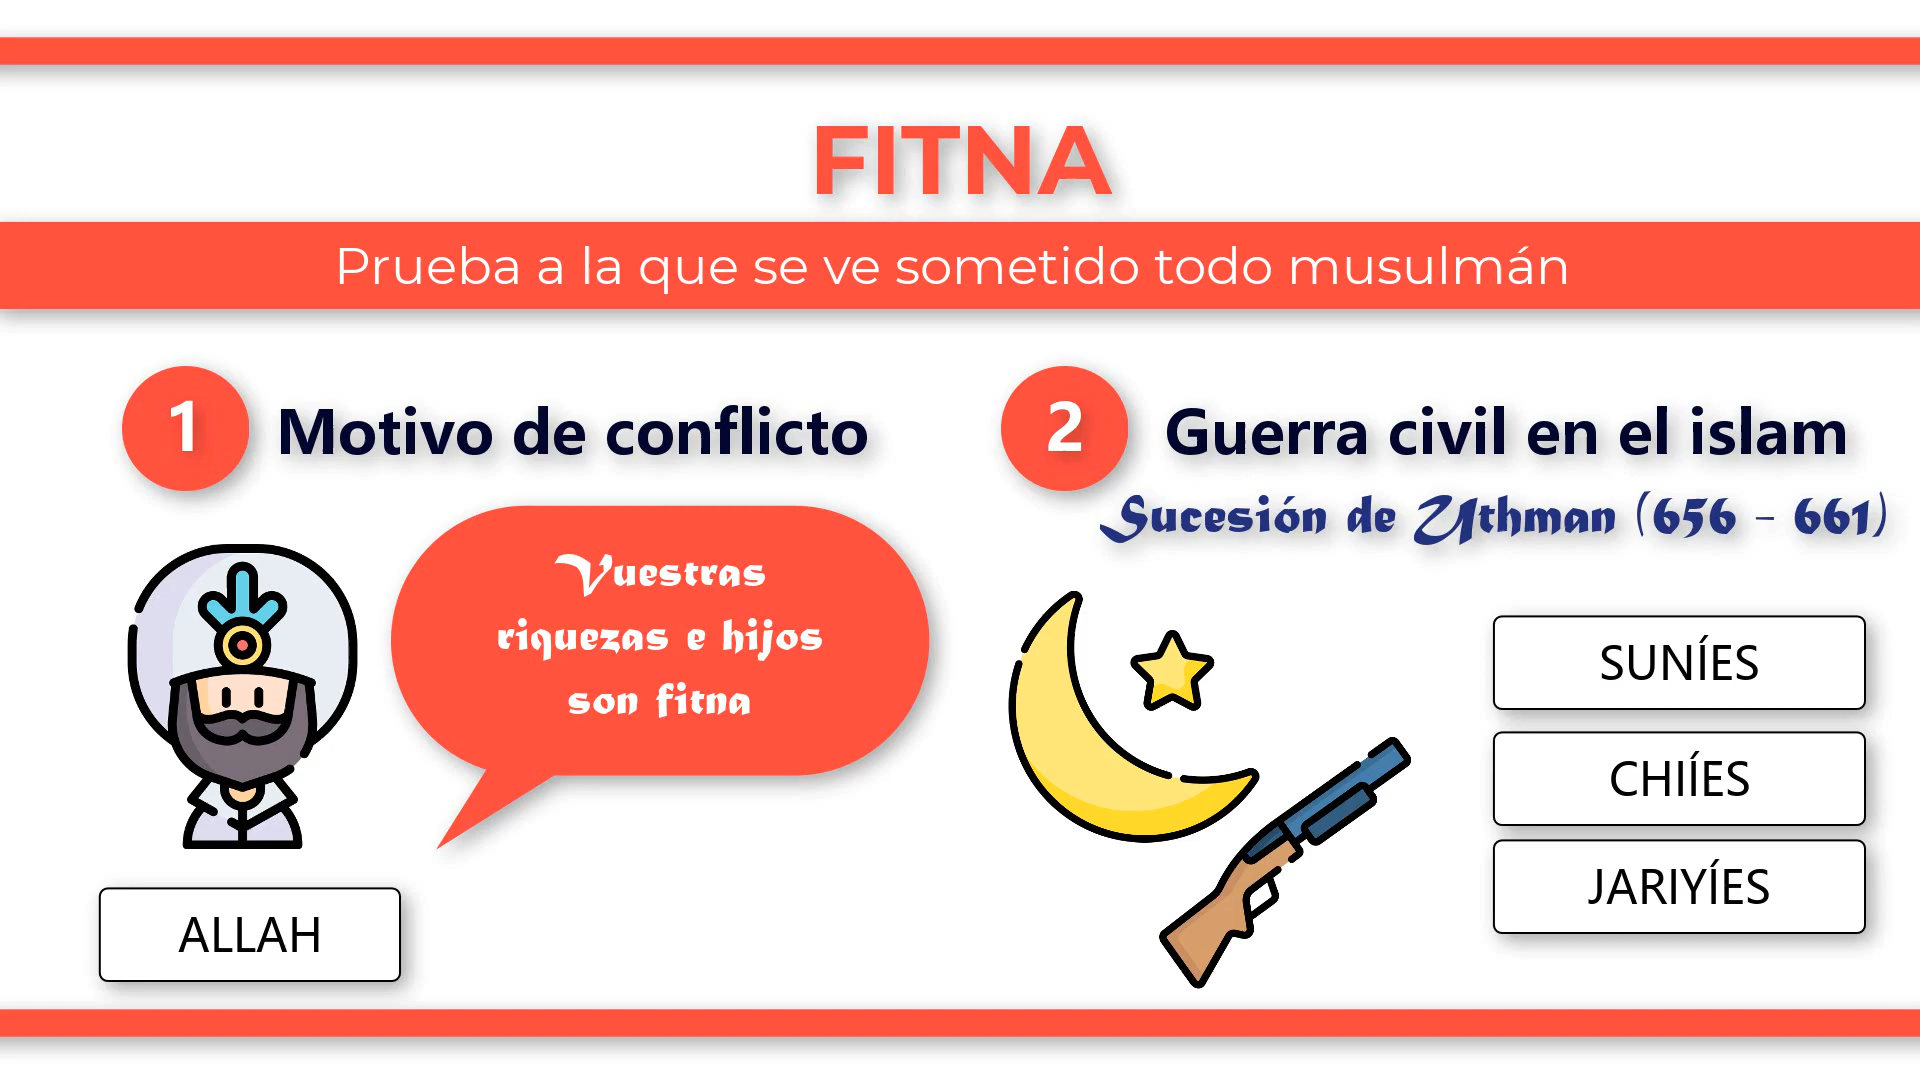 FITNA
Prueba a la que se ve sometido todo musulmán
1
Motivo de conflicto
Vuestras
riquezas e hijos
son fitna
ALLAH
2
Guerra civil en el islam
Sucesión de Uthman (656 - 661)
SUNÍES
CHIÍES
JARIYÍES